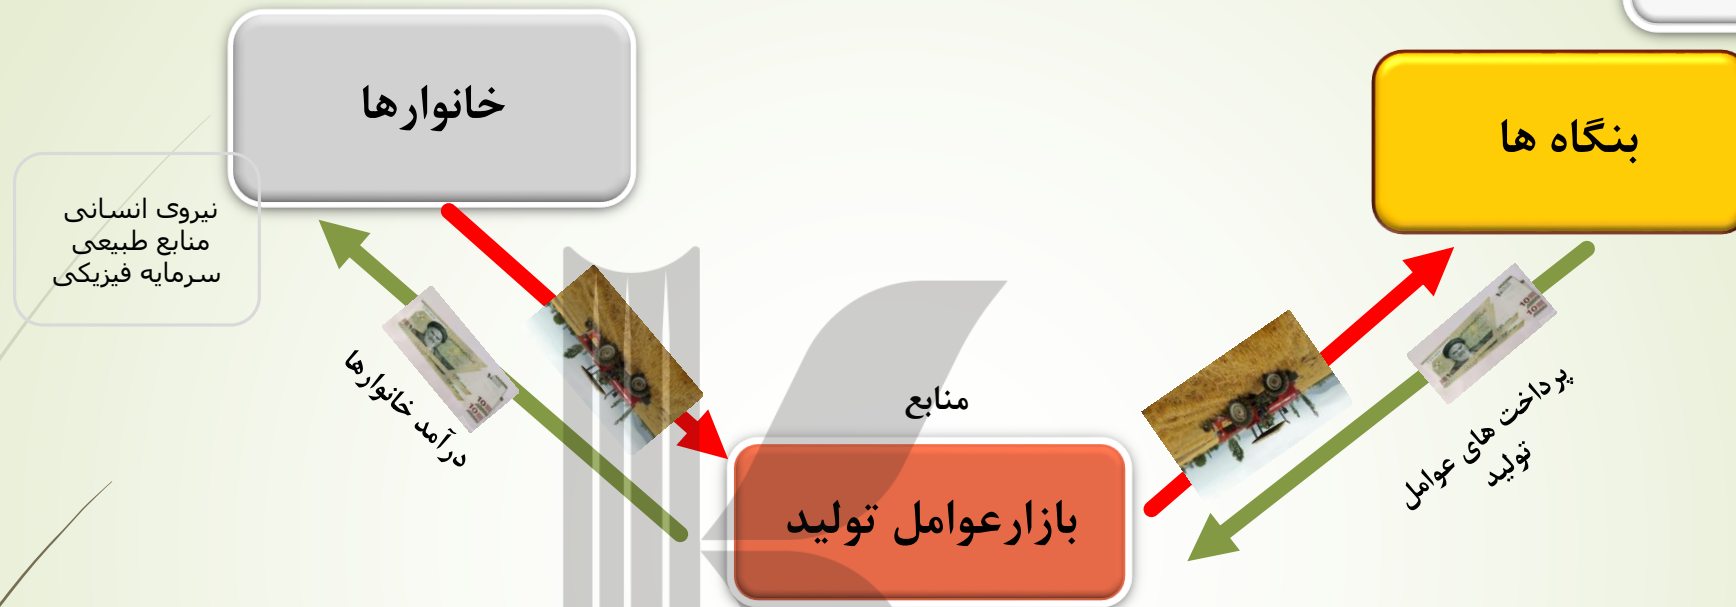 خانوارها
بنگاه ها
نیروی انسانی
منابع طبیعی
سرمایه فیزیکی
درآمد خانوارها
منابع
پرداخت های عوامل
تولید
بازارعوامل تولید